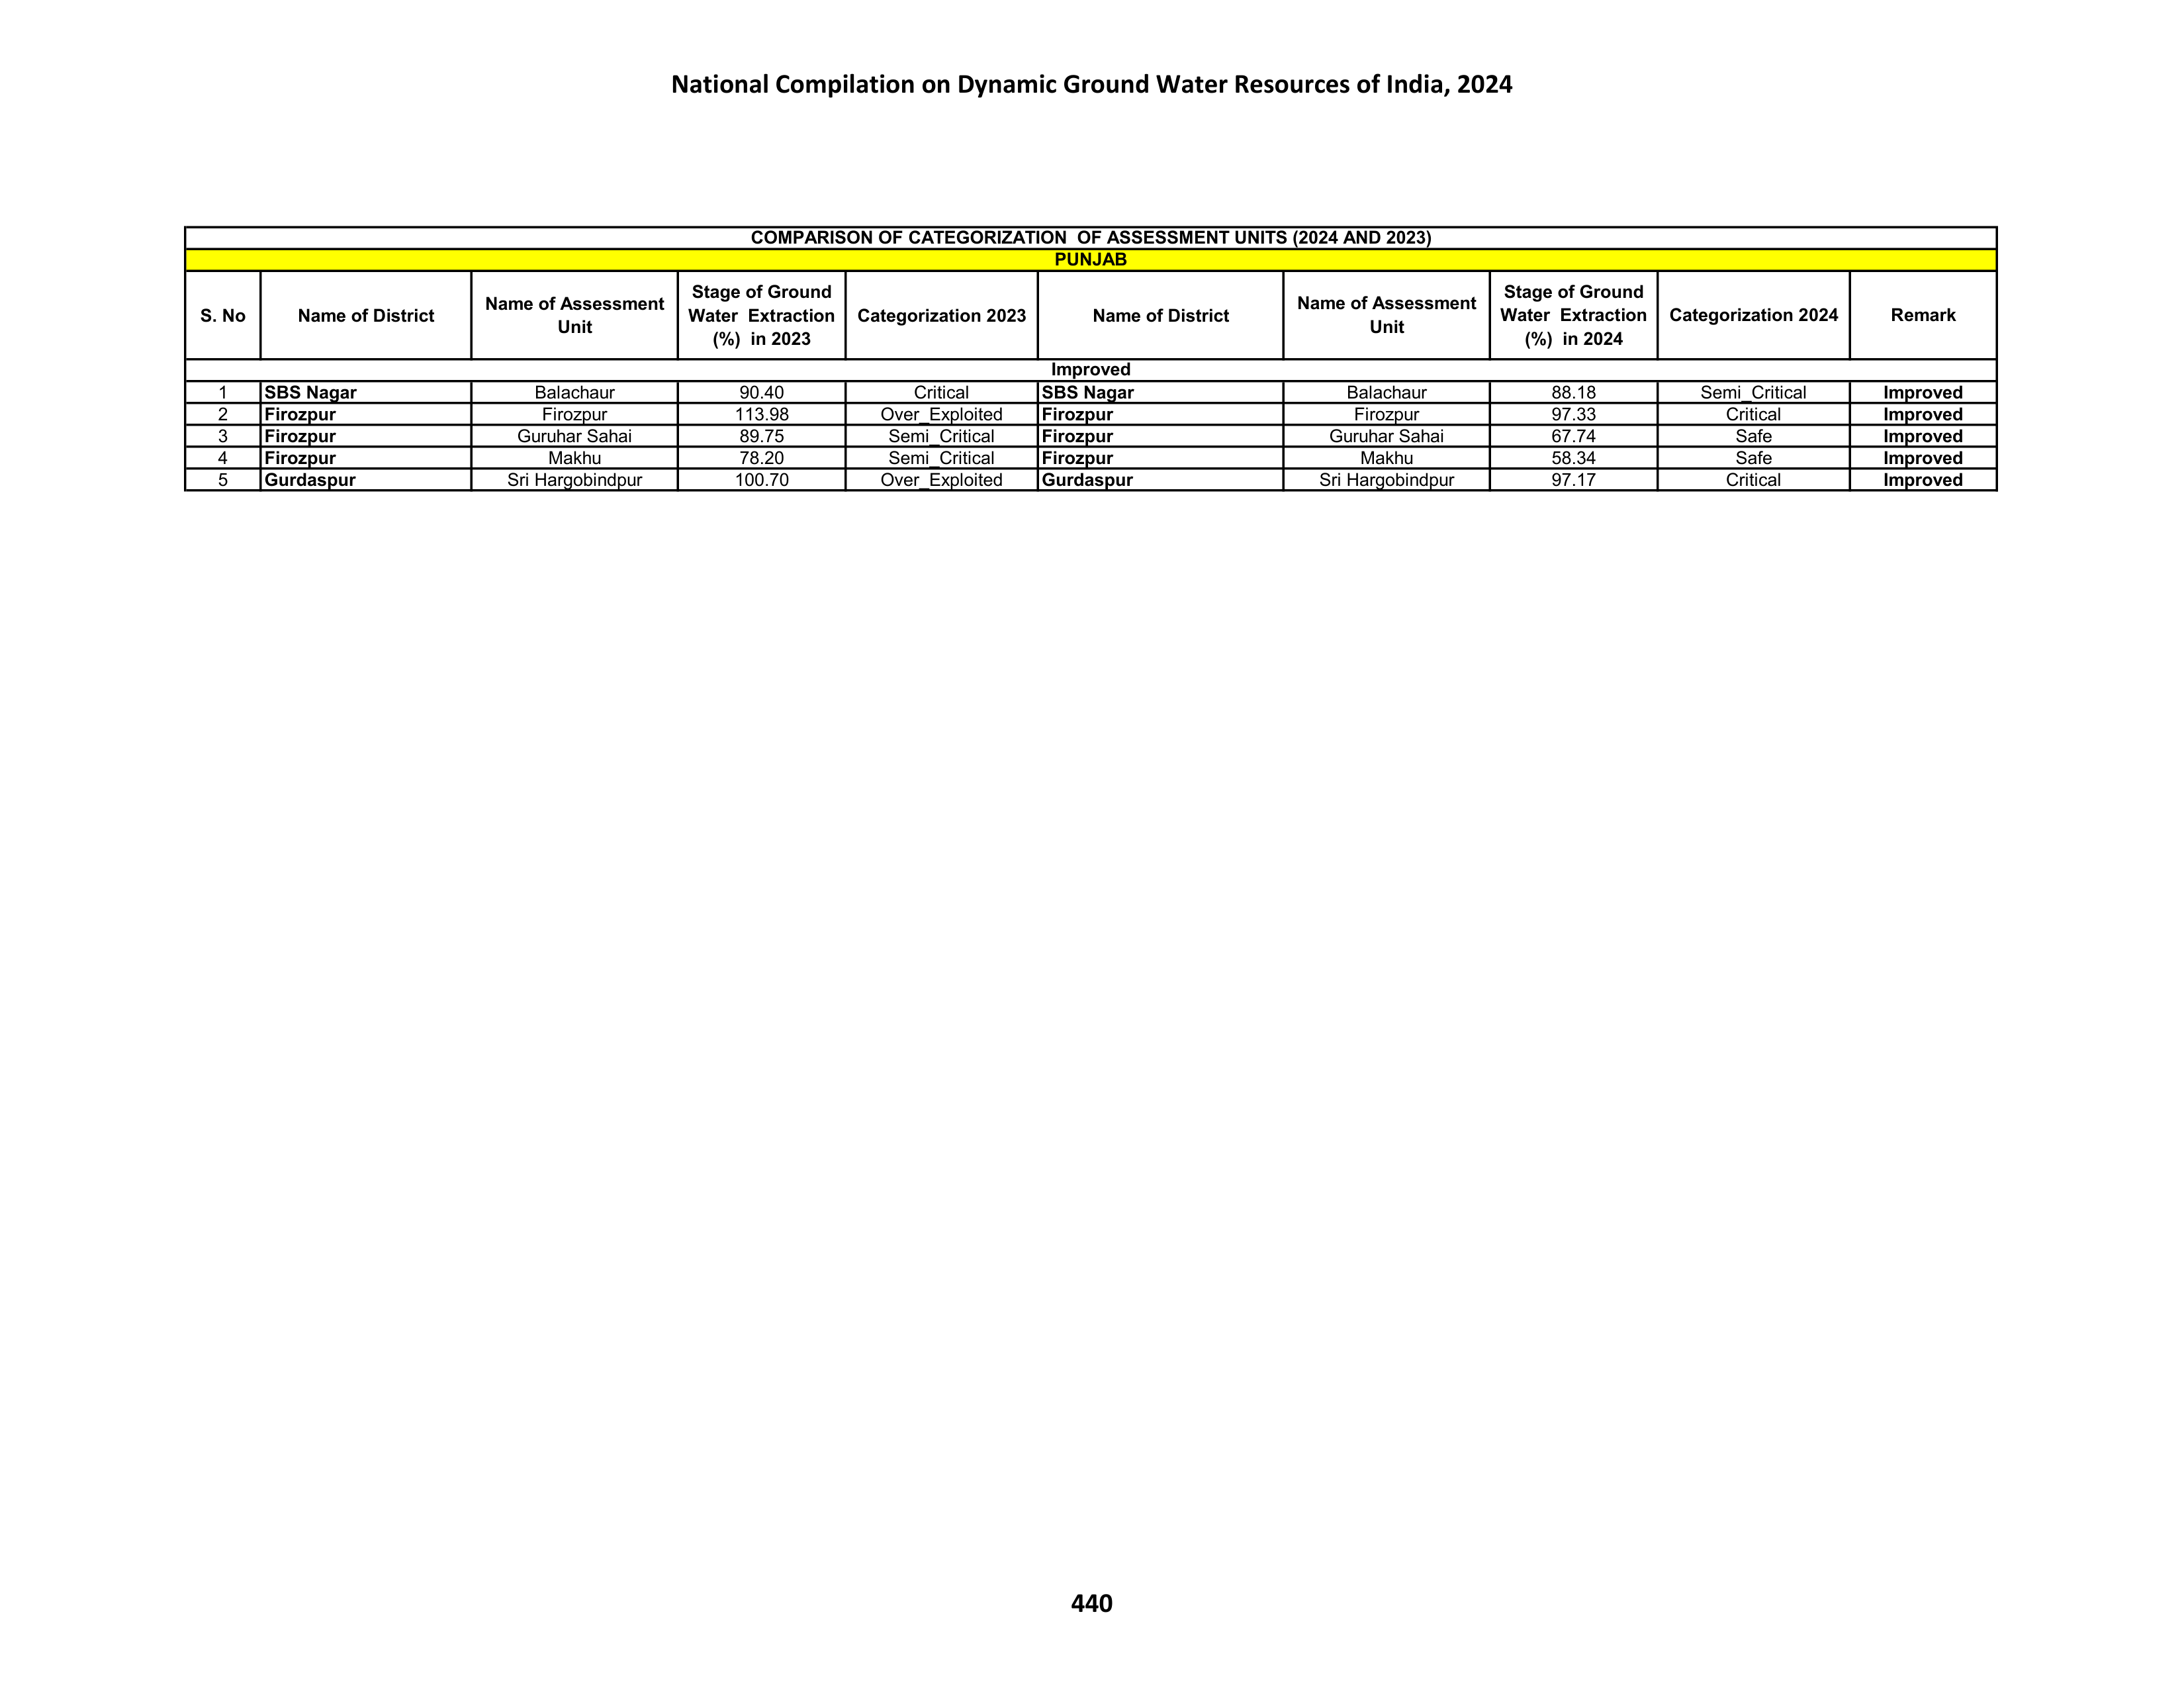 National Compilation on Dynamic Ground Water Resources of India, 2024
COMPARISON OF CATEGORIZATION OF ASSESSMENT UNITS (2024 AND 2023)
PUNJAB
S. No Name of District Name of Assessment Unit Stage of Ground Water Extraction (%) in 2023 Categorization 2023 Name of District Name of Assessment Unit Stage of Ground Water Extraction (%) in 2024 Categorization 2024 Remark
Improved
1 SBS Nagar Balachaur 90.40 Critical SBS Nagar Balachaur 88.18 Semi_Critical Improved
2 Firozpur Firozpur 113.98 Over_Exploited Firozpur Firozpur 97.33 Critical Improved
3 Firozpur Guruhar Sahai 89.75 Semi_Critical Firozpur Guruhar Sahai 67.74 Safe Improved
4 Firozpur Makhu 78.20 Semi_Critical Firozpur Makhu 58.34 Safe Improved
5 Gurdaspur Sri Hargobindpur 100.70 Over_Exploited Gurdaspur Sri Hargobindpur 97.17 Critical Improved
440